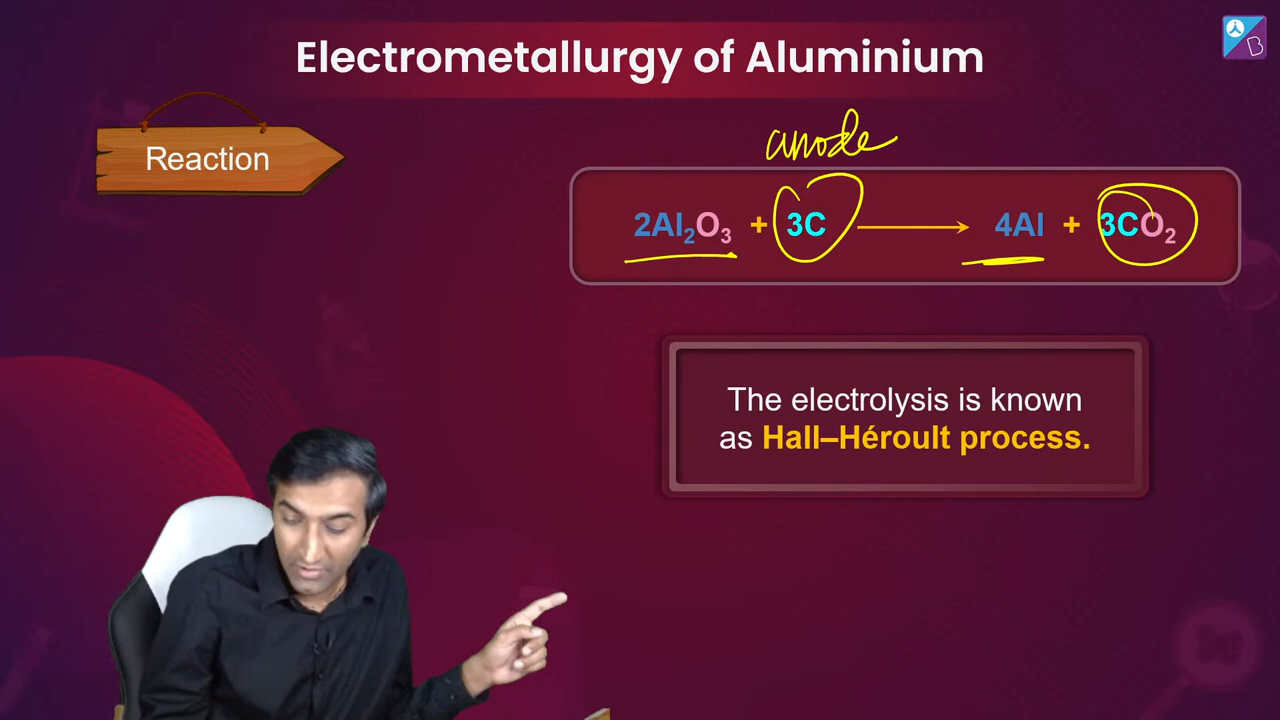 Electrometallurgy of Aluminium
B
Reaction
anode
2Al₂O₃ + 3C ⟶ 4Al + 3CO₂
The electrolysis is known
as Hall–Héroult process.